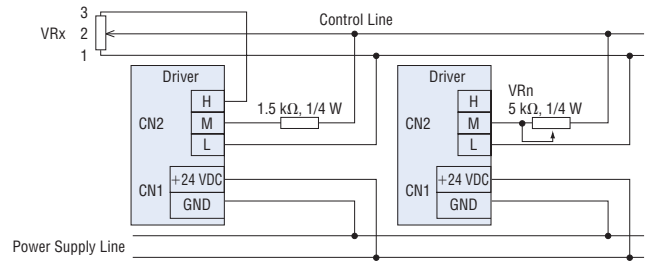 3
Control Line
VRx 2
1
Driver
H
CN2
M
1.5 kΩ, 1/4 W
L
CN1
+24 VDC
GND
Driver
H
CN2
M
VRn
5 kΩ, 1/4 W
L
CN1
+24 VDC
GND
Power Supply Line